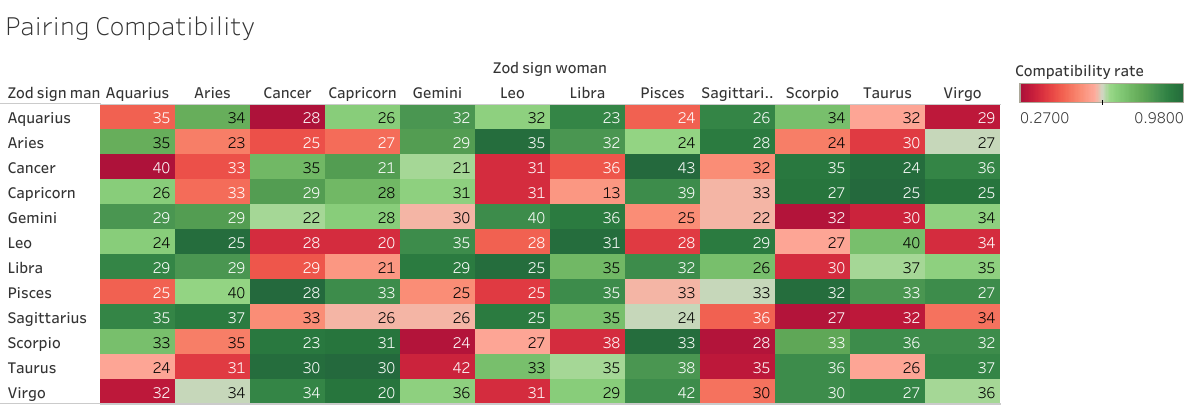 Pairing Compatibility
Zod sign woman
Compatibility rate
Zod sign man Aquarius Aries Cancer Capricorn Gemini Leo Libra Pisces Sagittari.. Scorpio Taurus Virgo
0.2700 0.9800
Aquarius 35 34 28 26 32 32 23 24 26 34 32 29
Aries 35 23 25 27 29 35 32 24 28 24 30 27
Cancer 40 33 35 21 21 31 36 43 32 35 24 36
Capricorn 26 33 29 28 31 31 13 39 33 27 25 25
Gemini 29 29 22 28 30 40 36 25 22 32 30 34
Leo 24 25 28 20 35 28 31 28 29 27 40 34
Libra 29 29 29 21 29 25 35 32 26 30 37 35
Pisces 25 40 28 33 25 25 35 33 33 32 33 27
Sagittarius 35 37 33 26 26 25 35 24 36 27 32 34
Scorpio 33 35 23 31 24 27 38 33 28 33 36 32
Taurus 24 31 30 30 42 33 35 38 35 36 26 37
Virgo 32 34 34 20 36 31 29 42 30 30 27 36